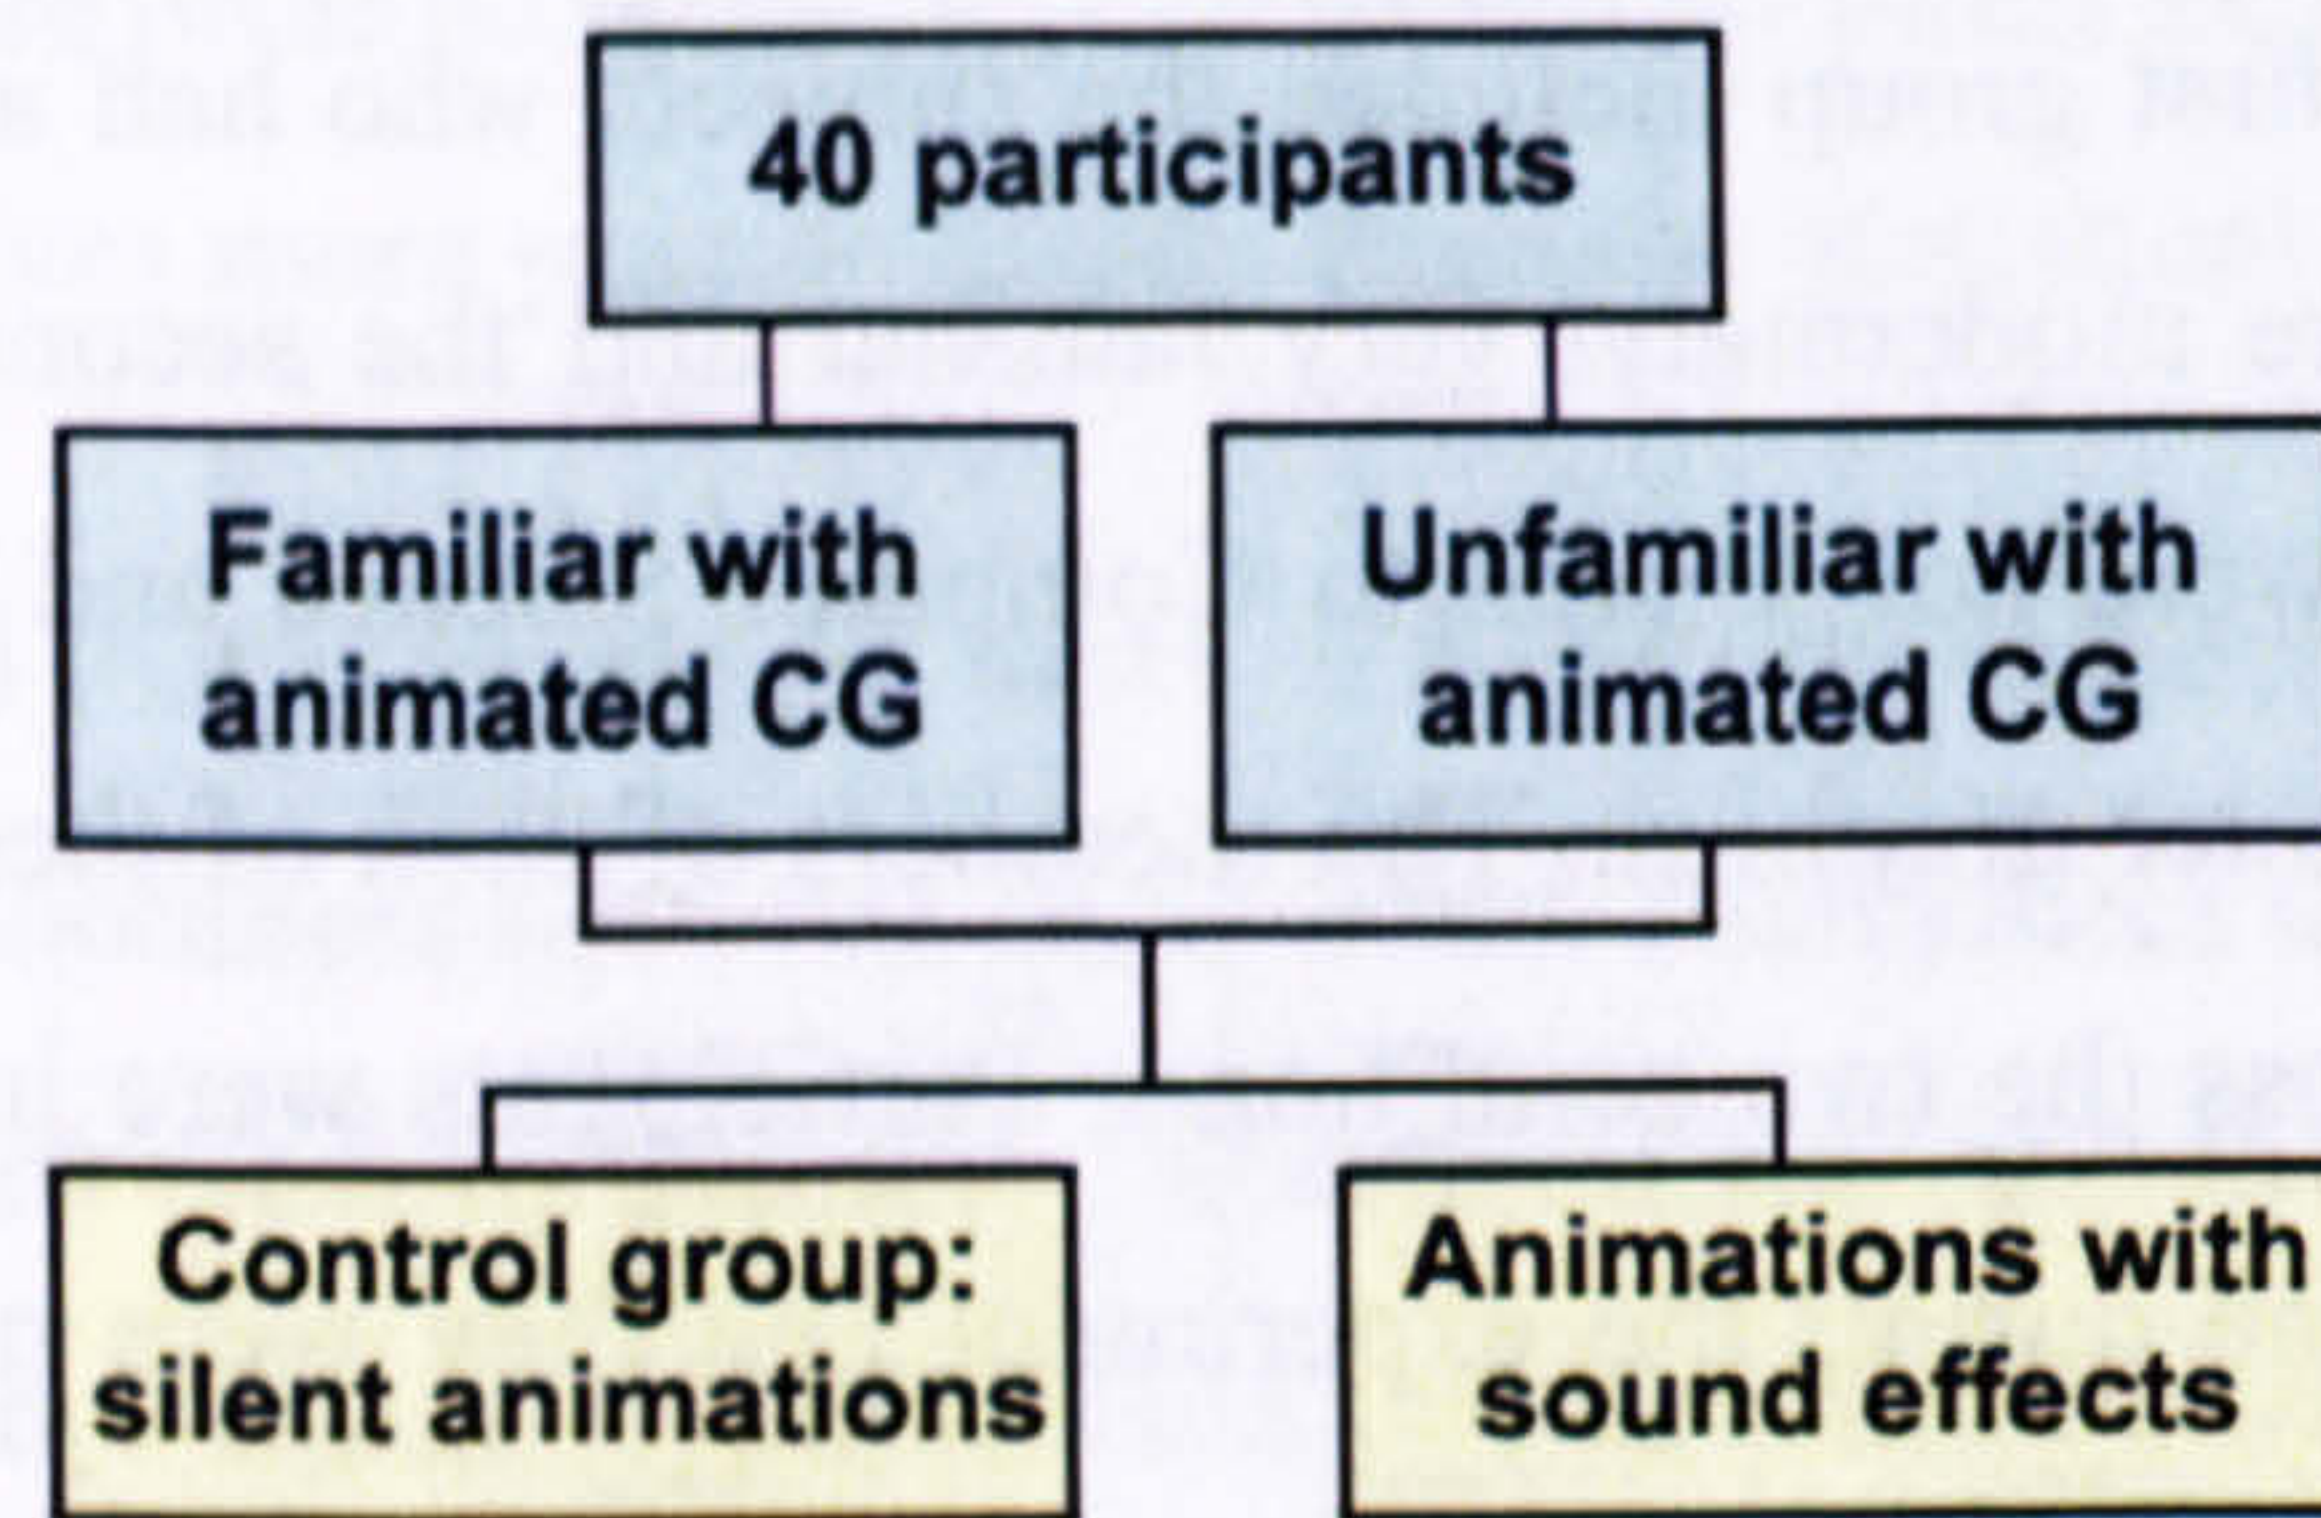 40 participants
Familiar with
animated CG
Unfamiliar with
animated CG
Control group:
silent animations
Animations with
sound effects